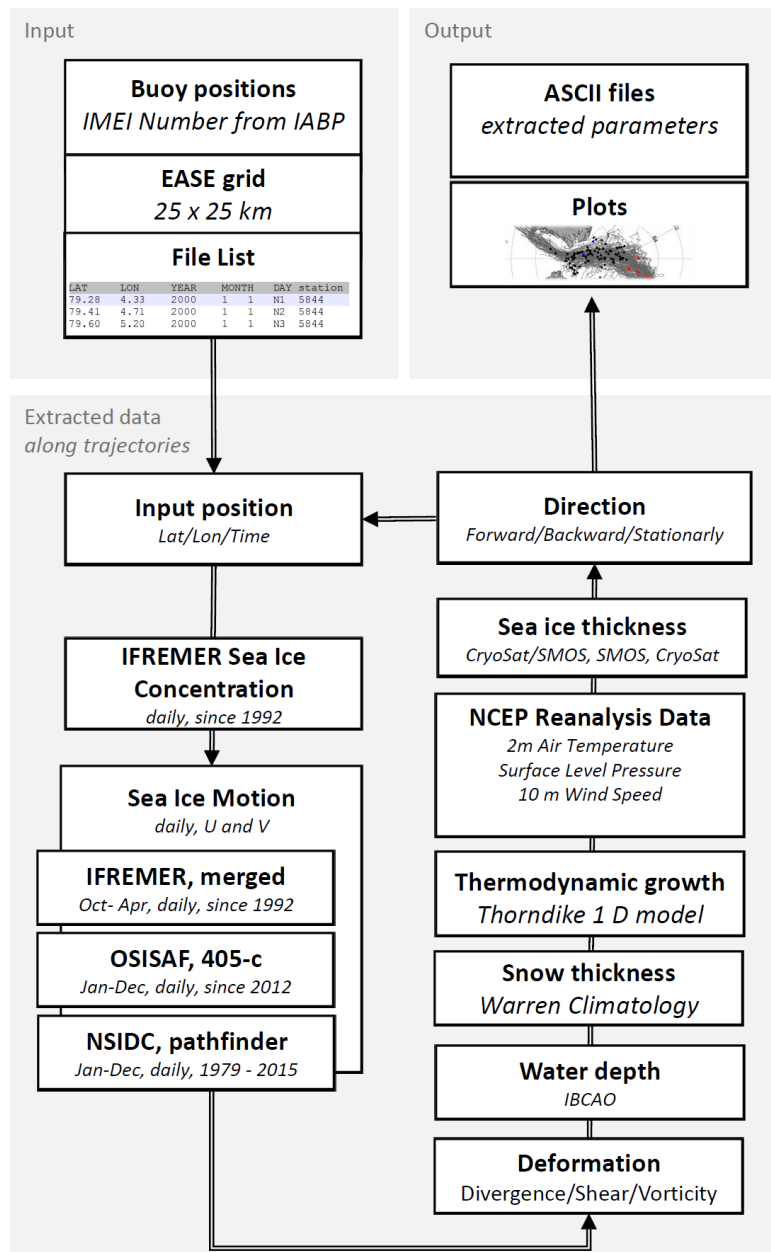 Input
Buoy positions
IMEI Number from IABP
EASE grid
25 x 25 km
File List
LAT LON YEAR MONTH DAY station
79.28 4.33 2000 1 1 N1 5844
79.41 4.71 2000 1 1 N2 5844
79.60 5.20 2000 1 1 N3 5844
Output
ASCII files
extracted parameters
Plots
Extracted data
along trajectories
Input position
Lat/Lon/Time
IFREMER Sea Ice
Concentration
daily, since 1992
Sea Ice Motion
daily, U and V
IFREMER, merged
Oct- Apr, daily, since 1992
OSISAF, 405-c
Jan-Dec, daily, since 2012
NSIDC, pathfinder
Jan-Dec, daily, 1979 - 2015
Direction
Forward/Backward/Stationarly
Sea ice thickness
CryoSat/SMOS, SMOS, CryoSat
NCEP Reanalysis Data
2m Air Temperature
Surface Level Pressure
10 m Wind Speed
Thermodynamic growth
Thorndike 1 D model
Snow thickness
Warren Climatology
Water depth
IBCAO
Deformation
Divergence/Shear/Vorticity